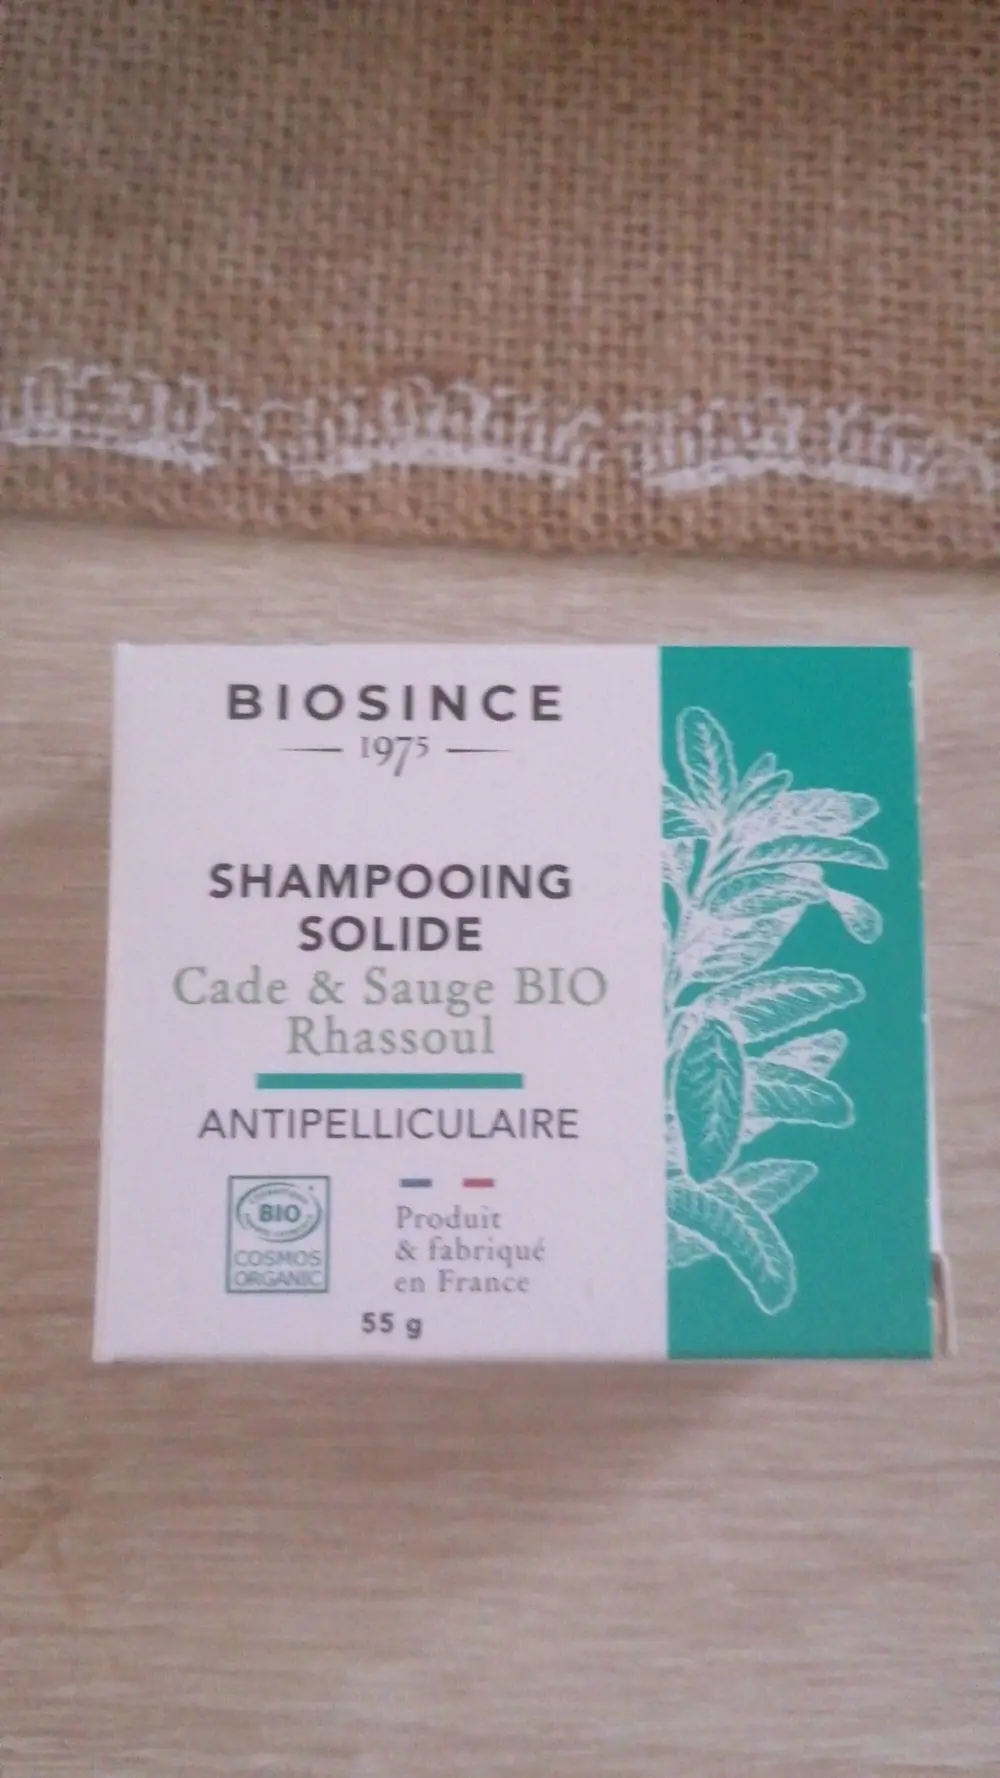 BIOSINCE
1975
SHAMPOOING
SOLIDE
Cade & Sauge BIO
Rhassoul
ANTIPELLICULAIRE
BIO
COSMOS
ORGANIC
Produit
& fabriqué
en France
55 g